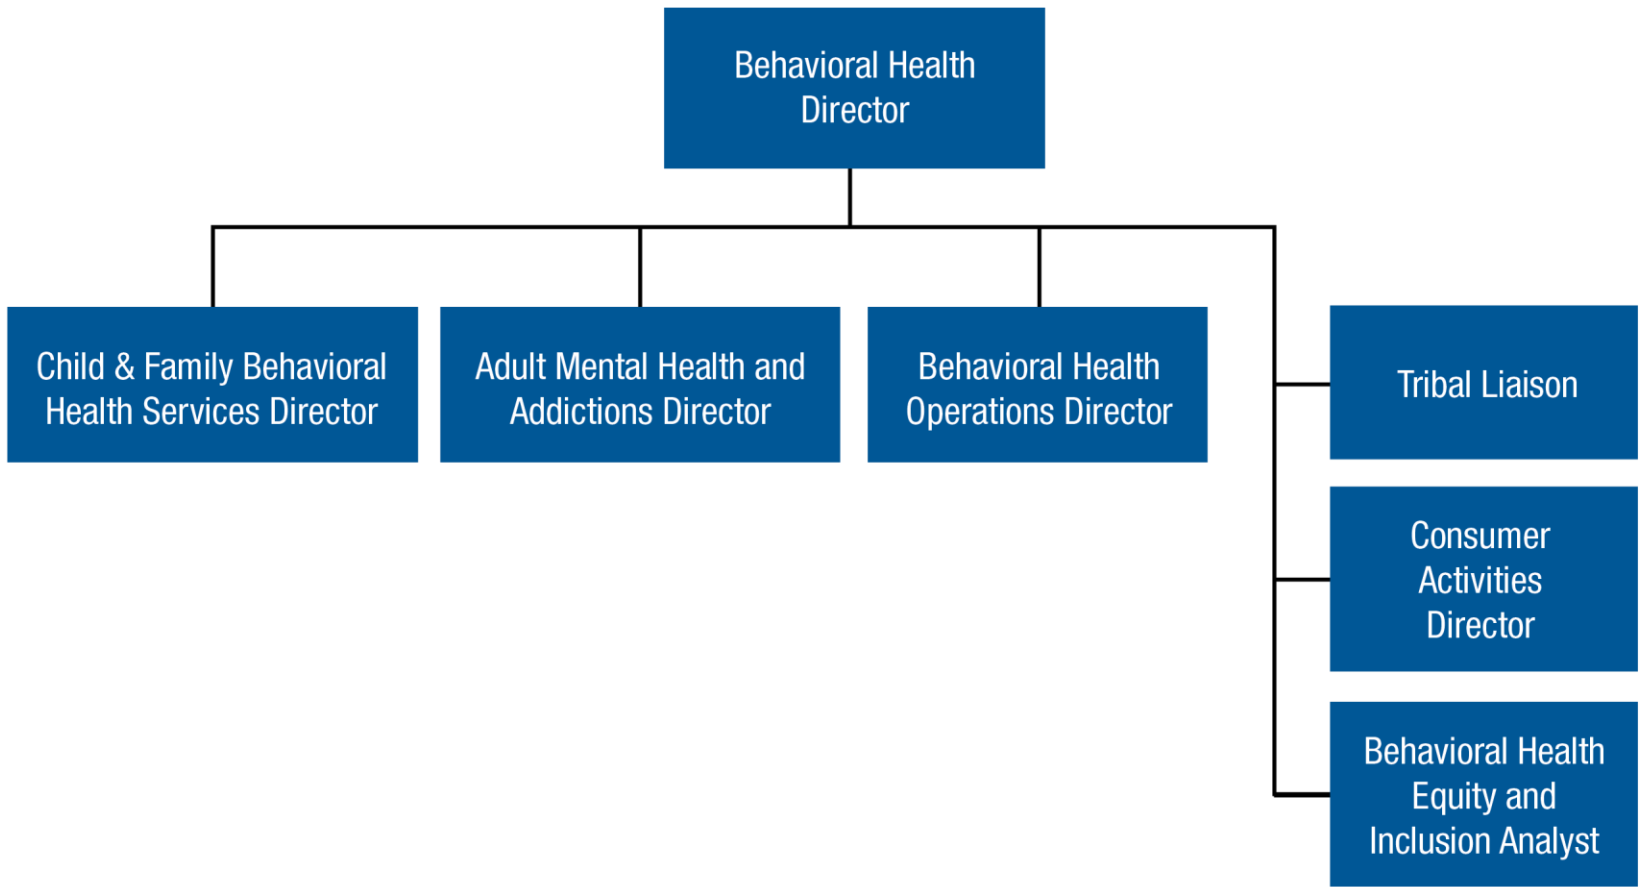 Behavioral Health
Director
Child & Family Behavioral
Health Services Director
Adult Mental Health and
Addictions Director
Behavioral Health
Operations Director
Tribal Liaison
Consumer
Activities
Director
Behavioral Health
Equity and
Inclusion Analyst